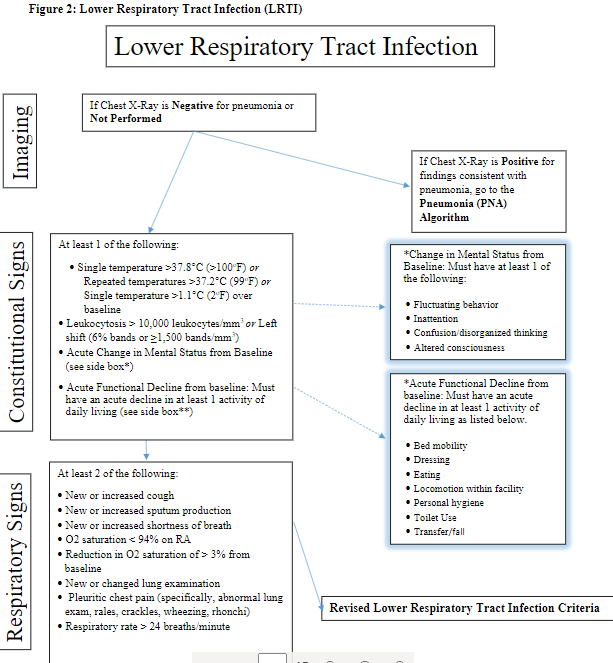 Figure 2: Lower Respiratory Tract Infection (LRTI)
Lower Respiratory Tract Infection
Imaging
If Chest X-Ray is Negative for pneumonia or
Not Performed
If Chest X-Ray is Positive for
findings consistent with
pneumonia, go to the
Pneumonia (PNA)
Algorithm
Constitutional Signs
At least 1 of the following:
• Single temperature >37.8°C (>100°F) or
Repeated temperatures >37.2°C (99°F) or
Single temperature >1.1°C (2°F) over
baseline
• Leukocytosis > 10,000 leukocytes/mm³ or Left
shift (6% bands or ≥1,500 bands/mm³)
• Acute Change in Mental Status from Baseline
(see side box*)
• Acute Functional Decline from baseline: Must
have an acute decline in at least 1 activity of
daily living (see side box**)
*Change in Mental Status from
Baseline: Must have at least 1 of
the following:
• Fluctuating behavior
• Inattention
• Confusion/disorganized thinking
• Altered consciousness
*Acute Functional Decline from
baseline: Must have an acute
decline in at least 1 activity of
daily living as listed below.
• Bed mobility
• Dressing
• Eating
• Locomotion within facility
• Personal hygiene
• Toilet Use
• Transfer/fall
Respiratory Signs
At least 2 of the following:
• New or increased cough
• New or increased sputum production
• New or increased shortness of breath
• O2 saturation < 94% on RA
• Reduction in O2 saturation of > 3% from
baseline
• New or changed lung examination
• Pleuritic chest pain (specifically, abnormal lung
exam, rales, crackles, wheezing, rhonchi)
• Respiratory rate > 24 breaths/minute
Revised Lower Respiratory Tract Infection Criteria